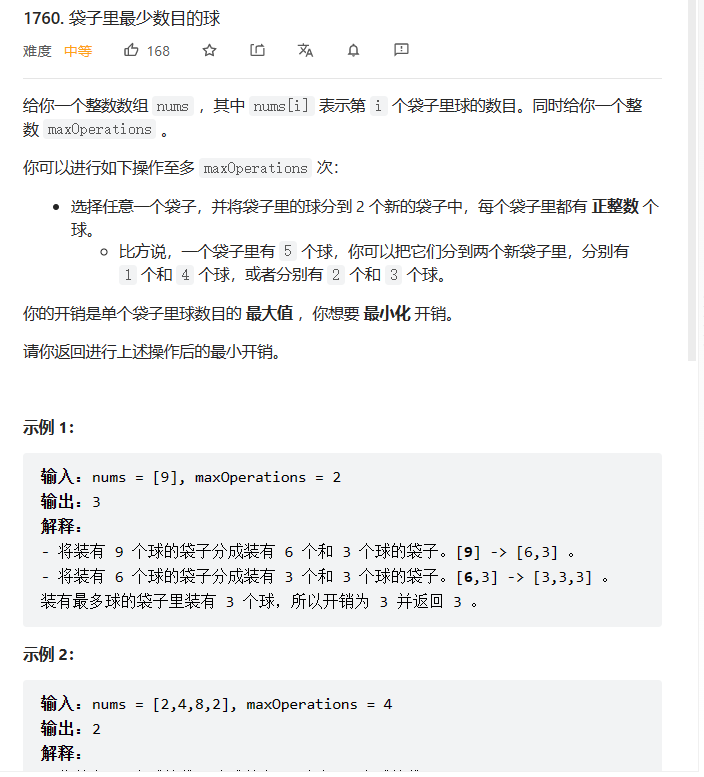 1760. 袋子里最少数目的球
难度 中等 168
给你一个整数数组 nums ，其中 nums[i] 表示第 i 个袋子里球的数目。同时给你一个整
数 maxOperations 。
你可以进行如下操作至多 maxOperations 次：
选择任意一个袋子，并将袋子里的球分到 2 个新的袋子中，每个袋子里都有 正整数 个
球。
比方说，一个袋子里有 5 个球，你可以把它们分到两个新袋子里，分别有
1 个和 4 个球，或者分别有 2 个和 3 个球。
你的开销是单个袋子里球数目的 最大值 ，你想要 最小化 开销。
请你返回进行上述操作后的最小开销。
示例 1：
输入：nums = [9], maxOperations = 2
输出：3
解释：
- 将装有 9 个球的袋子分成装有 6 个和 3 个球的袋子。[9] -> [6,3] 。
- 将装有 6 个球的袋子分成装有 3 个和 3 个球的袋子。[6,3] -> [3,3,3] 。
装有最多球的袋子里装有 3 个球，所以开销为 3 并返回 3 。
示例 2：
输入：nums = [2,4,8,2], maxOperations = 4
输出：2
解释：